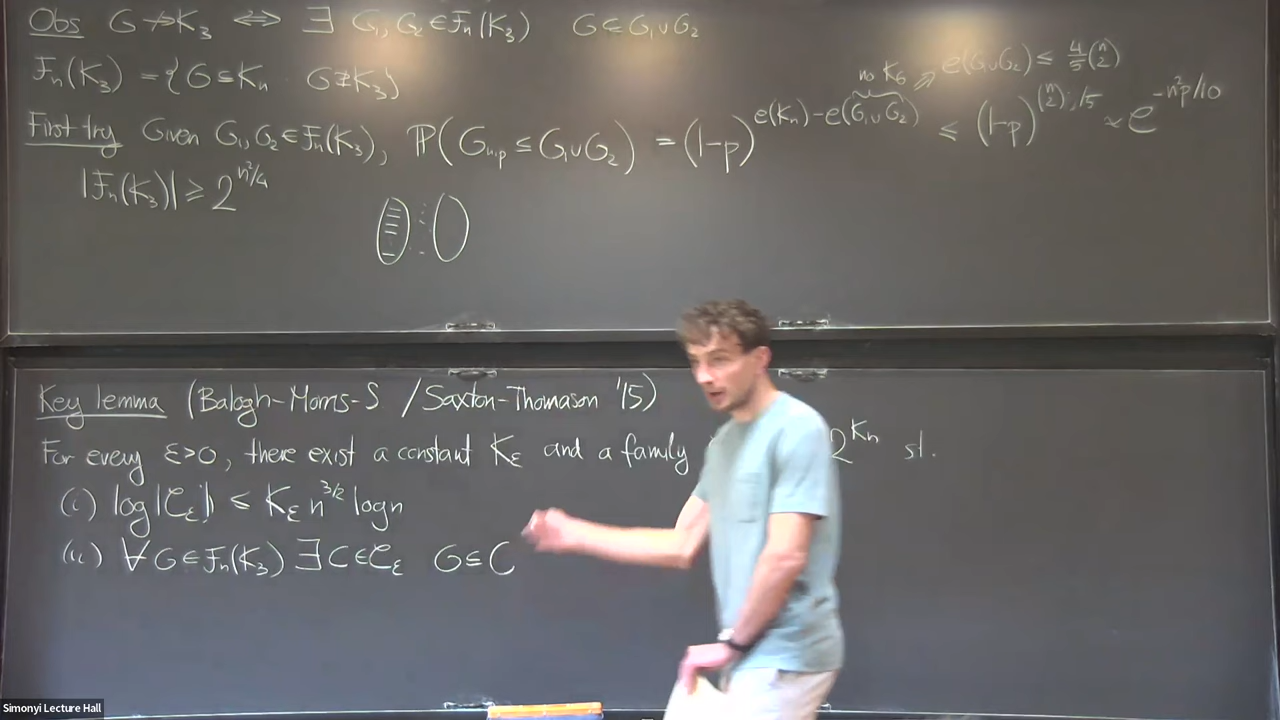 Obs G ↛ K₃ ⟺ ∃ G₁, G₂ ∈ Fₙ(K₃) G ⊆ G₁∪G₂
Fₙ(K₃) = {G ⊆ Kₙ G ⊉ K₃}
no K₆ ⇒ e(G₁∪G₂) ≤ 4/5 (n 2)
First try Given G₁, G₂ ∈ Fₙ(K₃), ℙ(G_{n,p} ⊆ G₁∪G₂) = (1-p)^{e(Kₙ) - e(G₁∪G₂)} ≤ (1-p)^{(n 2)·1/5} ≈ e^{-n²p/10}
|Fₙ(K₃)| ≥ 2^{n²/4}
Key lemma (Balogh-Morris-S / Saxton-Thomason '15)
For every ε>0, there exist a constant K_ε and a family 2^{Kₙ} st.
(i) log|C_ε| ≤ K_ε n^{3/2} log n
(ii) ∀ G ∈ Fₙ(K₃) ∃ C ∈ C_ε G ⊆ C
Simonyi Lecture Hall